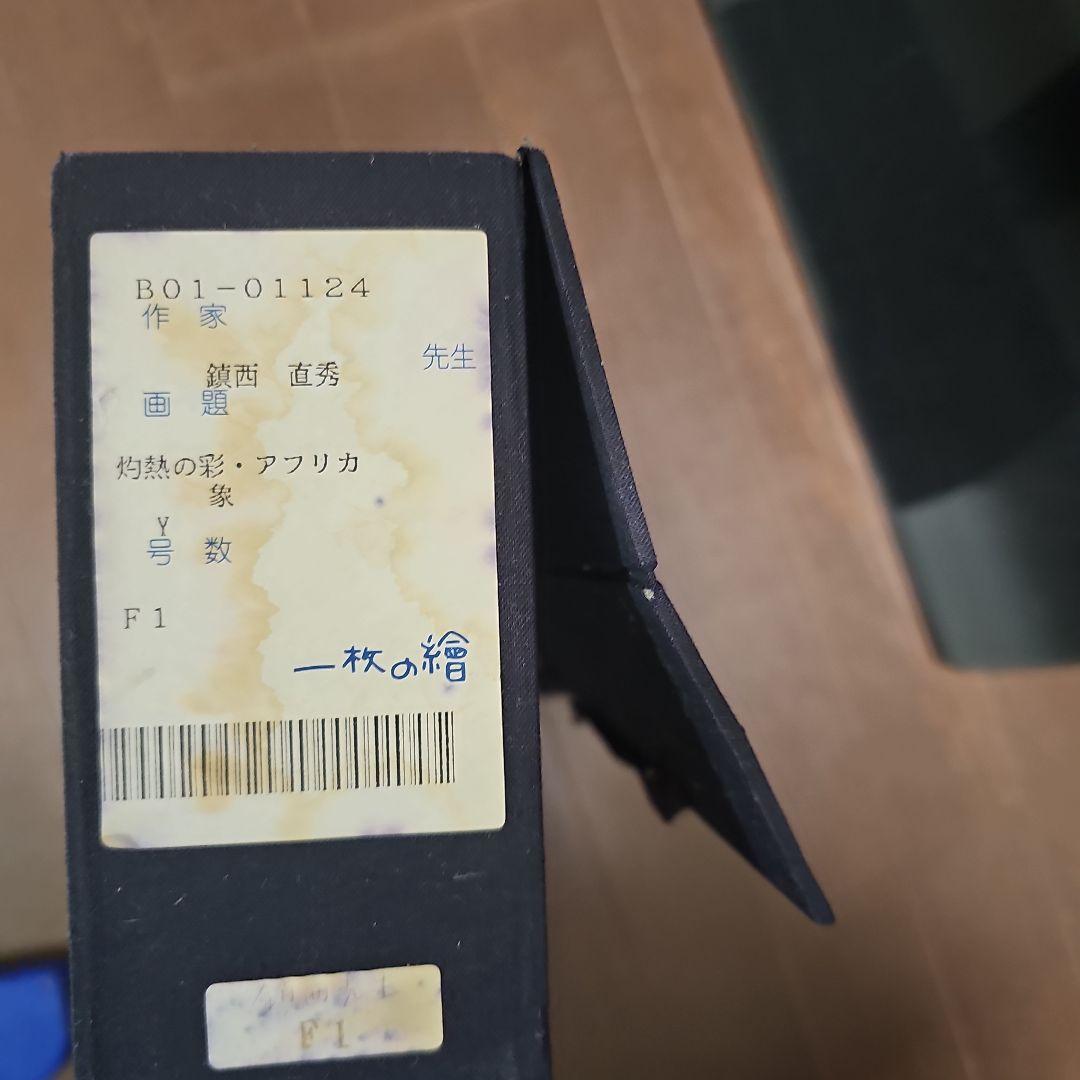 B01-01124
作 家
先生
鎮西 直秀
画 題
灼熱の彩・アフリカ
象
Y
号 数
F1
一枚の繪
F1